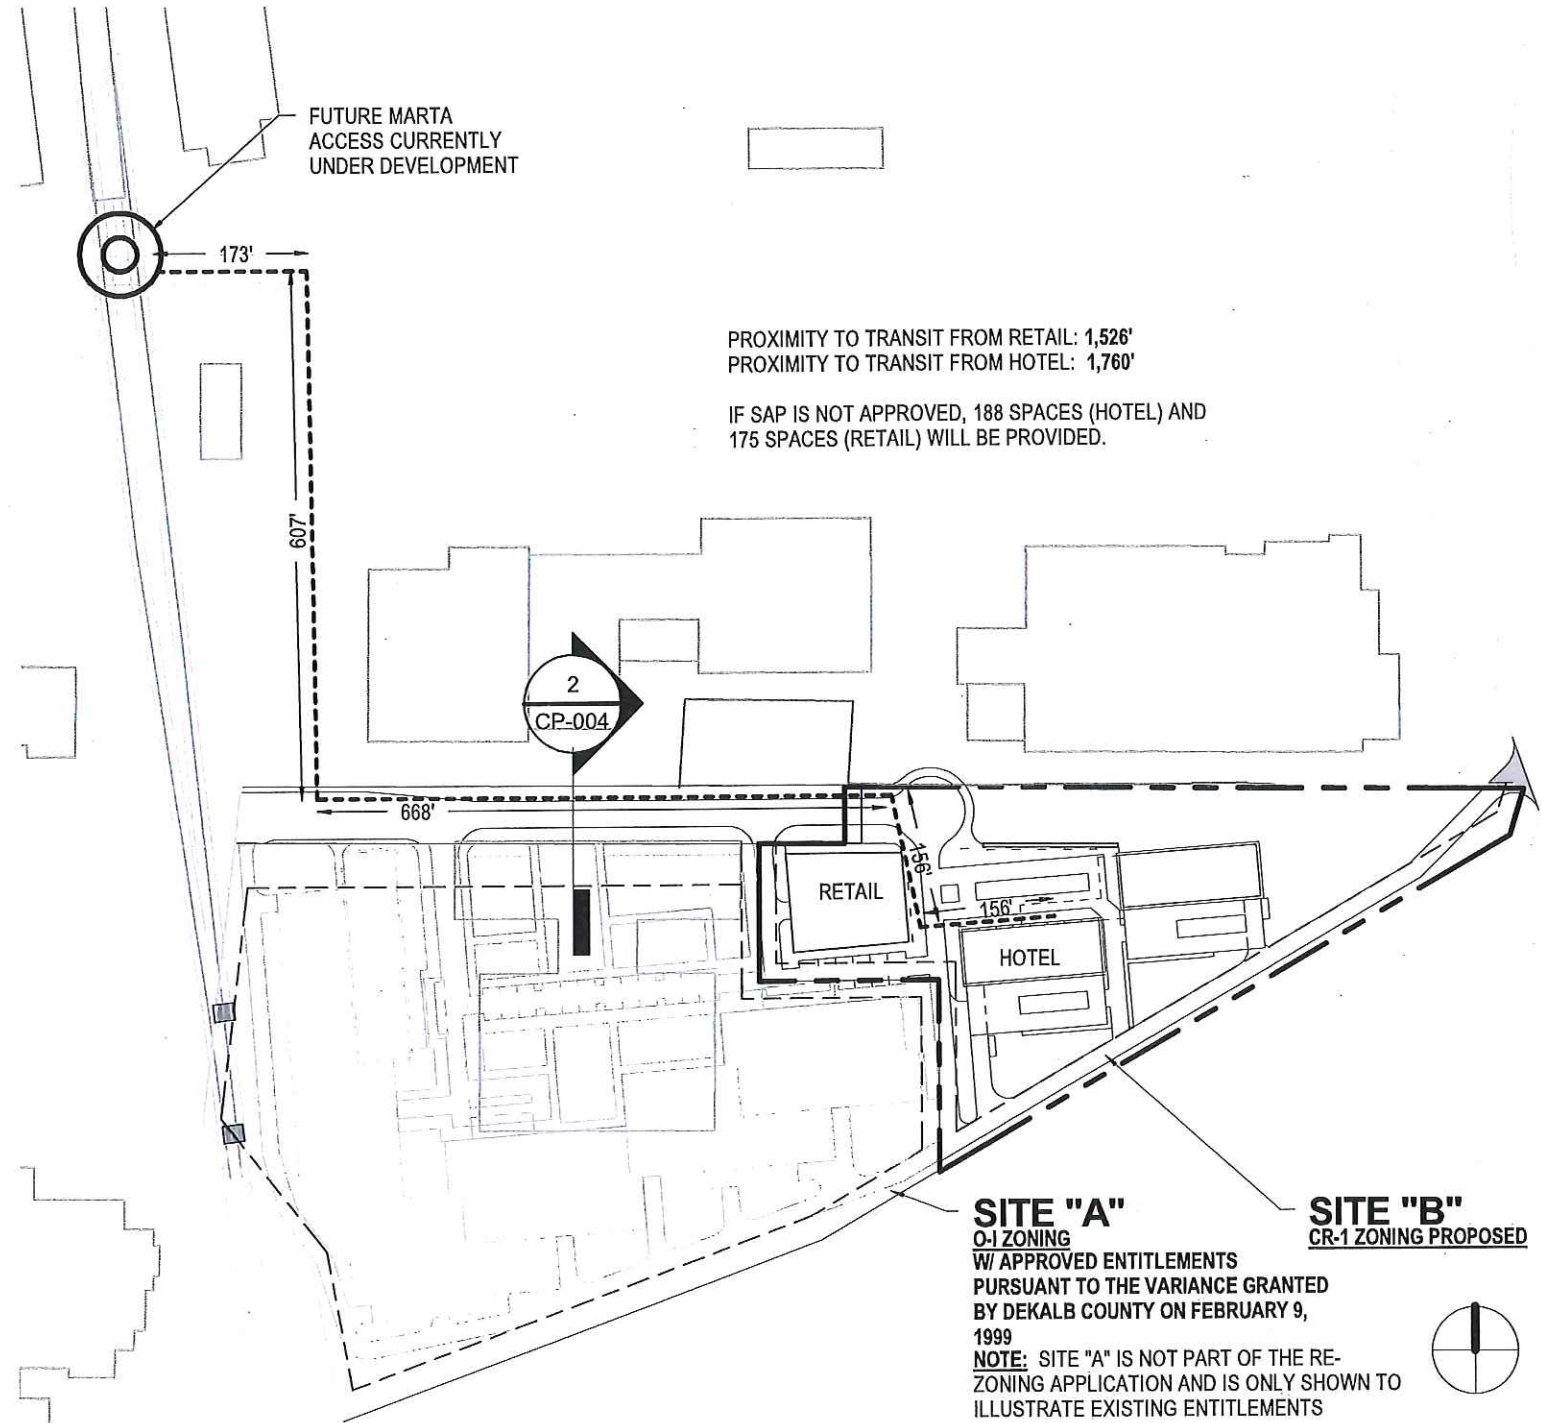 FUTURE MARTA
ACCESS CURRENTLY
UNDER DEVELOPMENT
173'
PROXIMITY TO TRANSIT FROM RETAIL: 1,526'
PROXIMITY TO TRANSIT FROM HOTEL: 1,760'
IF SAP IS NOT APPROVED, 188 SPACES (HOTEL) AND
175 SPACES (RETAIL) WILL BE PROVIDED.
607'
2
CP-004
668'
156'
RETAIL
156'
HOTEL
SITE "A"
O-I ZONING
W/ APPROVED ENTITLEMENTS
PURSUANT TO THE VARIANCE GRANTED
BY DEKALB COUNTY ON FEBRUARY 9,
1999
NOTE: SITE "A" IS NOT PART OF THE RE-
ZONING APPLICATION AND IS ONLY SHOWN TO
ILLUSTRATE EXISTING ENTITLEMENTS
SITE "B"
CR-1 ZONING PROPOSED